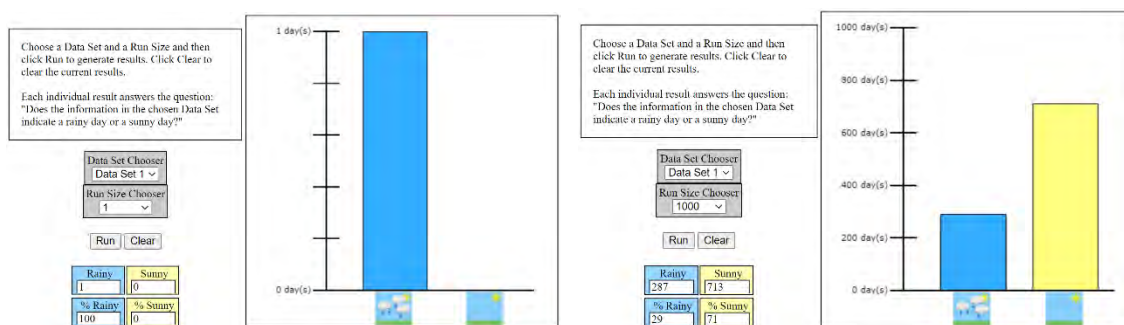 Choose a Data Set and a Run Size and then
click Run to generate results. Click Clear to
clear the current results.
Each individual result answers the question:
"Does the information in the chosen Data Set
indicate a rainy day or a sunny day?"
Data Set Chooser
Data Set 1
Run Size Chooser
1
Run Clear
Rainy Sunny
1 0
% Rainy % Sunny
100 0
1 day(s)
0 day(s)
Choose a Data Set and a Run Size and then
click Run to generate results. Click Clear to
clear the current results.
Each individual result answers the question:
"Does the information in the chosen Data Set
indicate a rainy day or a sunny day?"
Data Set Chooser
Data Set 1
Run Size Chooser
1000
Run Clear
Rainy Sunny
287 713
% Rainy % Sunny
29 71
1000 day(s)
800 day(s)
600 day(s)
400 day(s)
200 day(s)
0 day(s)